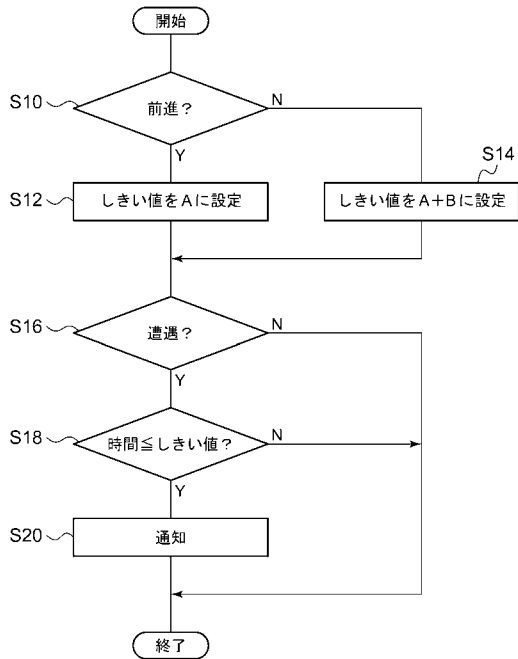 開始
S10
前進?
N
Y
S14
S12
しきい値をAに設定
しきい値をA+Bに設定
S16
遭遇?
N
Y
S18
時間≦しきい値?
N
Y
S20
通知
終了